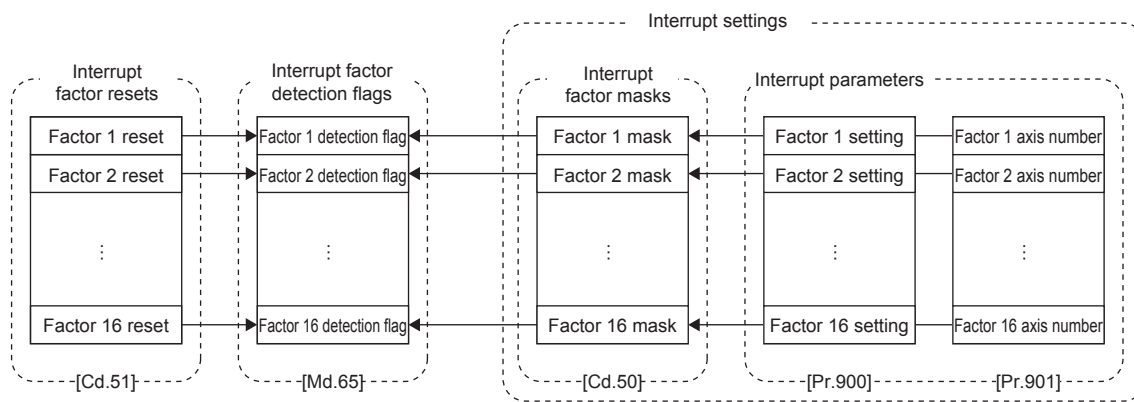 Interrupt settings
Interrupt
factor resets
Interrupt factor
detection flags
Interrupt
factor masks
Interrupt parameters
Factor 1 reset
Factor 1 detection flag
Factor 1 mask
Factor 1 setting
Factor 1 axis number
Factor 2 reset
Factor 2 detection flag
Factor 2 mask
Factor 2 setting
Factor 2 axis number
⋮
⋮
⋮
⋮
⋮
Factor 16 reset
Factor 16 detection flag
Factor 16 mask
Factor 16 setting
Factor 16 axis number
[Cd.51]
[Md.65]
[Cd.50]
[Pr.900]
[Pr.901]